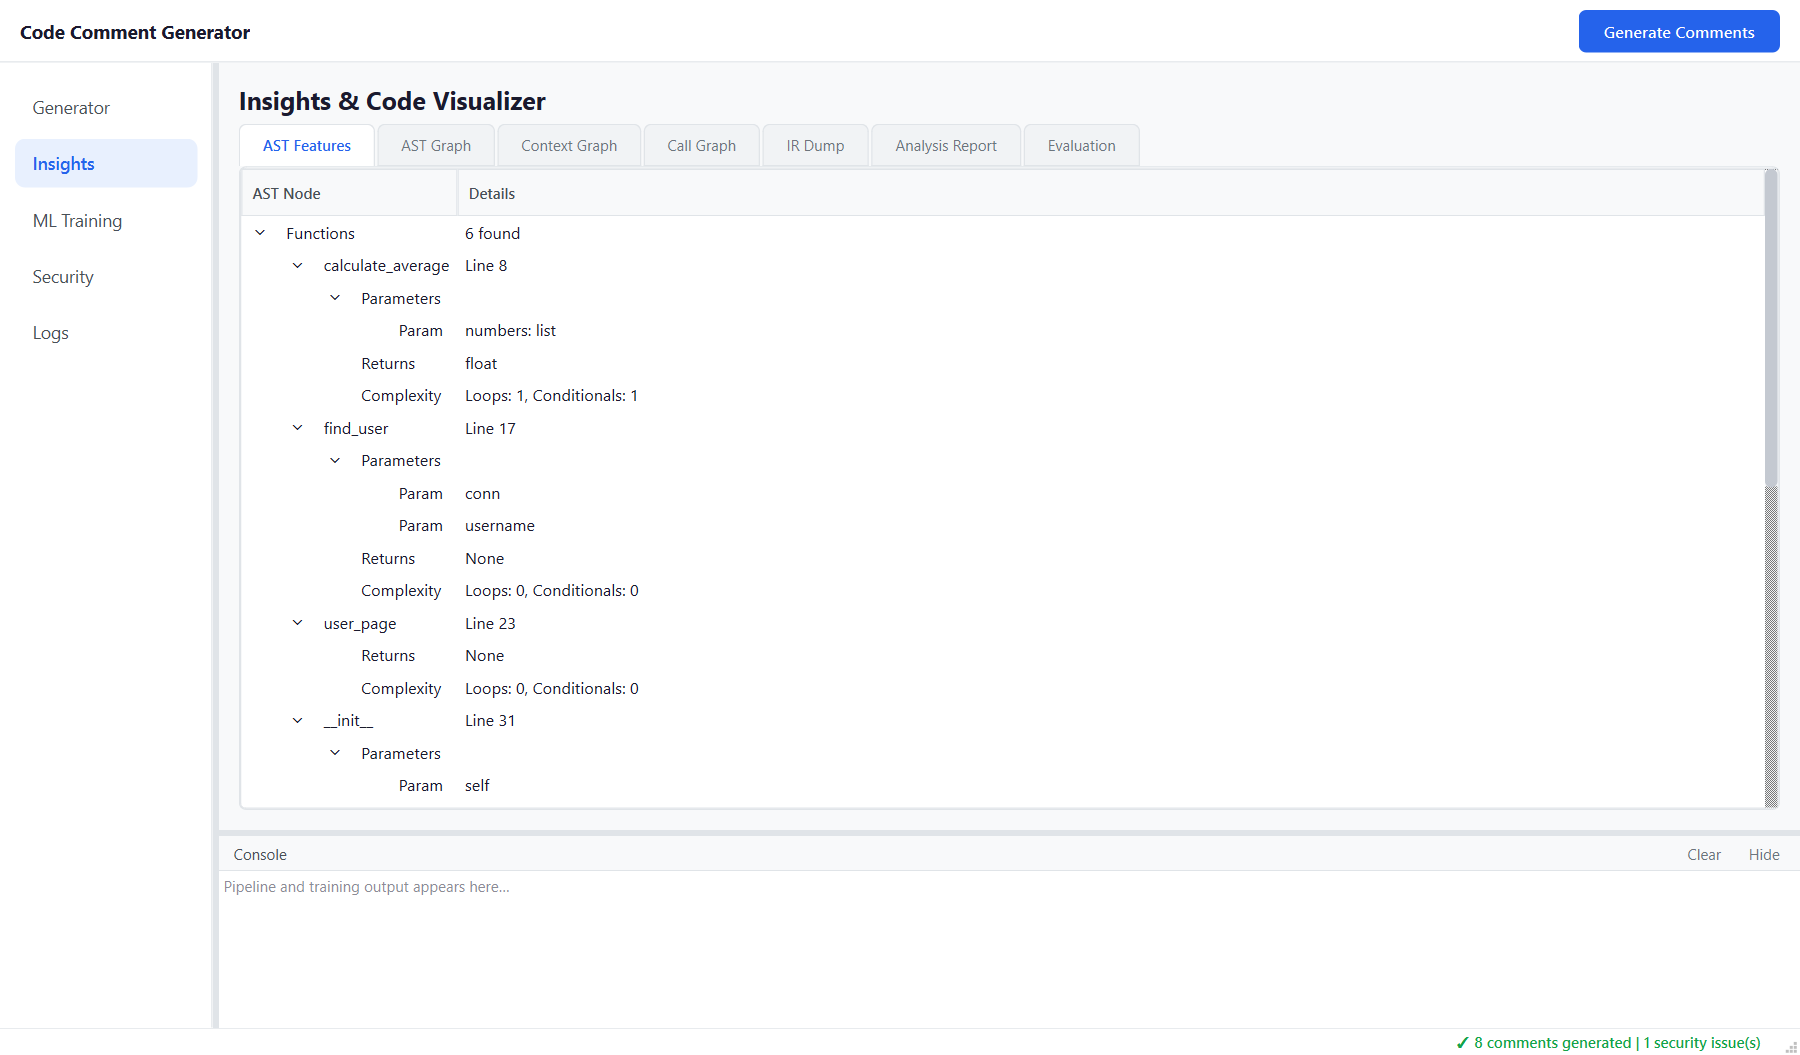 Code Comment Generator
Generate Comments
Generator
Insights
ML Training
Security
Logs
Insights & Code Visualizer
AST Features AST Graph Context Graph Call Graph IR Dump Analysis Report Evaluation
AST Node Details
Functions 6 found
calculate_average Line 8
Parameters
Param numbers: list
Returns float
Complexity Loops: 1, Conditionals: 1
find_user Line 17
Parameters
Param conn
Param username
Returns None
Complexity Loops: 0, Conditionals: 0
user_page Line 23
Returns None
Complexity Loops: 0, Conditionals: 0
__init__ Line 31
Parameters
Param self
Console Clear Hide
Pipeline and training output appears here...
✓ 8 comments generated | 1 security issue(s)